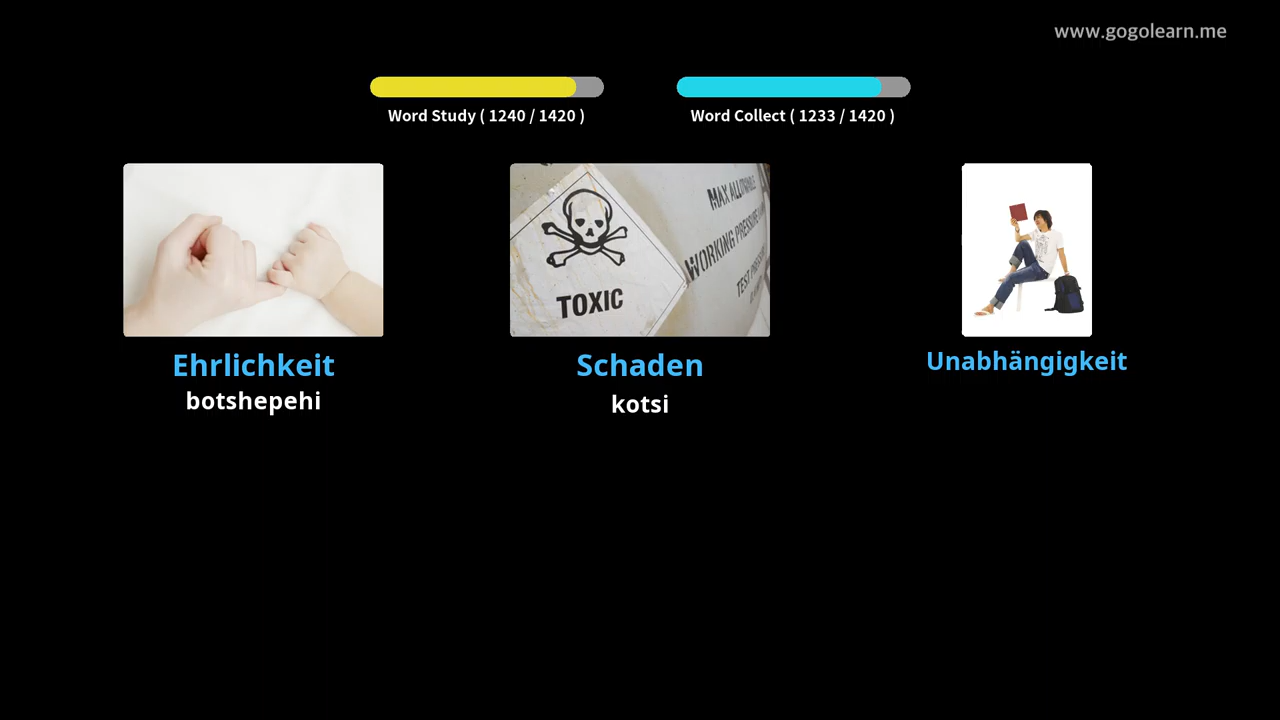 www.gogolearn.me
Word Study ( 1240 / 1420 )
Word Collect ( 1233 / 1420 )
MAX ALLOWABLE
WORKING PRESSURE
TEST
TOXIC
Ehrlichkeit
Schaden
Unabhängigkeit
botshepehi
kotsi